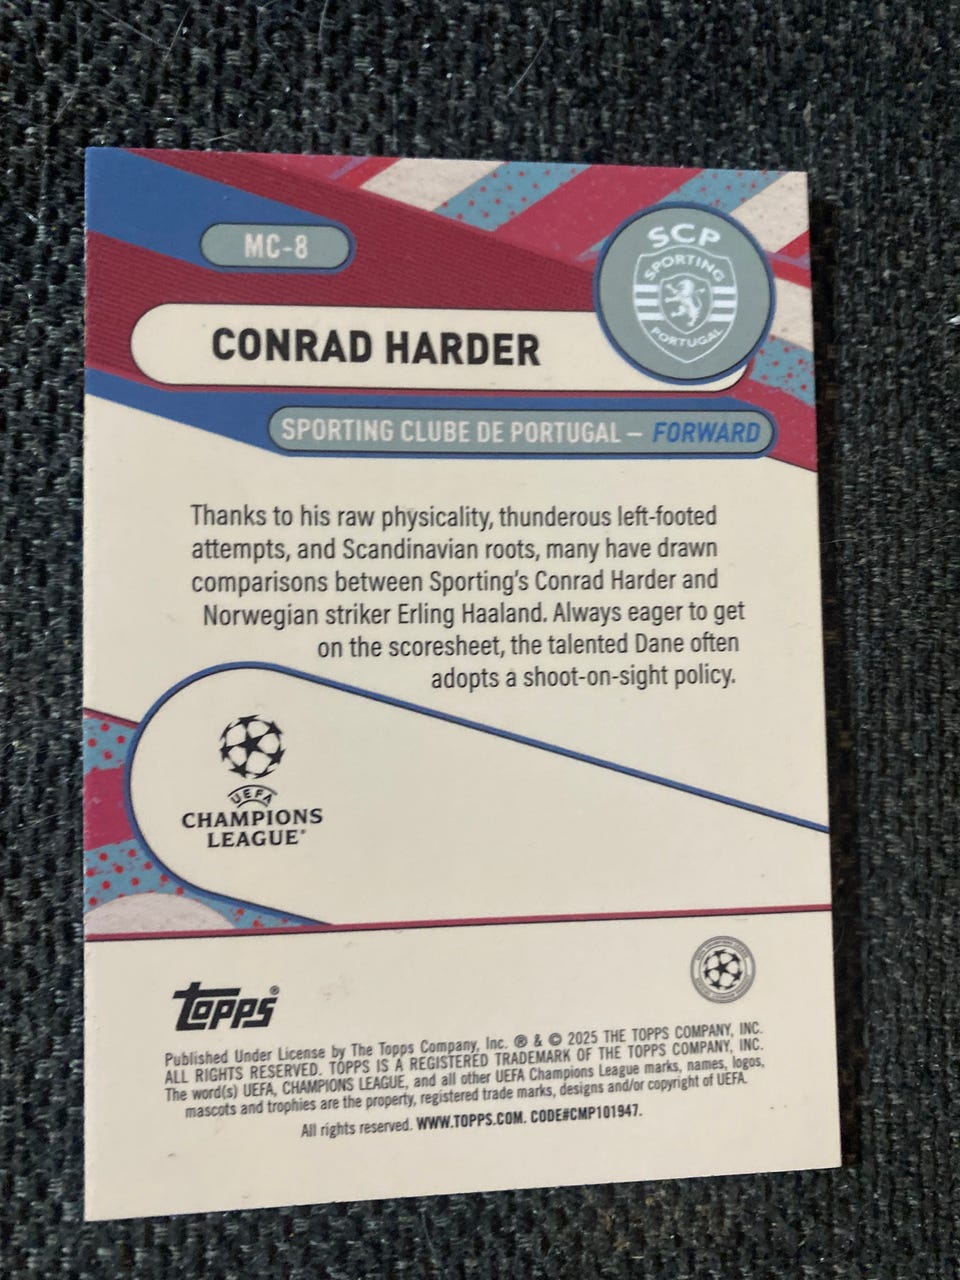 MC-8
SCP
SPORTING
PORTUGAL
CONRAD HARDER
SPORTING CLUBE DE PORTUGAL – FORWARD
Thanks to his raw physicality, thunderous left-footed
attempts, and Scandinavian roots, many have drawn
comparisons between Sporting's Conrad Harder and
Norwegian striker Erling Haaland. Always eager to get
on the scoresheet, the talented Dane often
adopts a shoot-on-sight policy.
UEFA
CHAMPIONS
LEAGUE®
Topps®
Published Under License by The Topps Company, Inc. ® & © 2025 THE TOPPS COMPANY, INC.
ALL RIGHTS RESERVED. TOPPS IS A REGISTERED TRADEMARK OF THE TOPPS COMPANY, INC.
The word(s) UEFA, CHAMPIONS LEAGUE, and all other UEFA Champions League marks, names, logos,
mascots and trophies are the property, registered trade marks, designs and/or copyright of UEFA.
All rights reserved. WWW.TOPPS.COM. CODE#CMP101947.